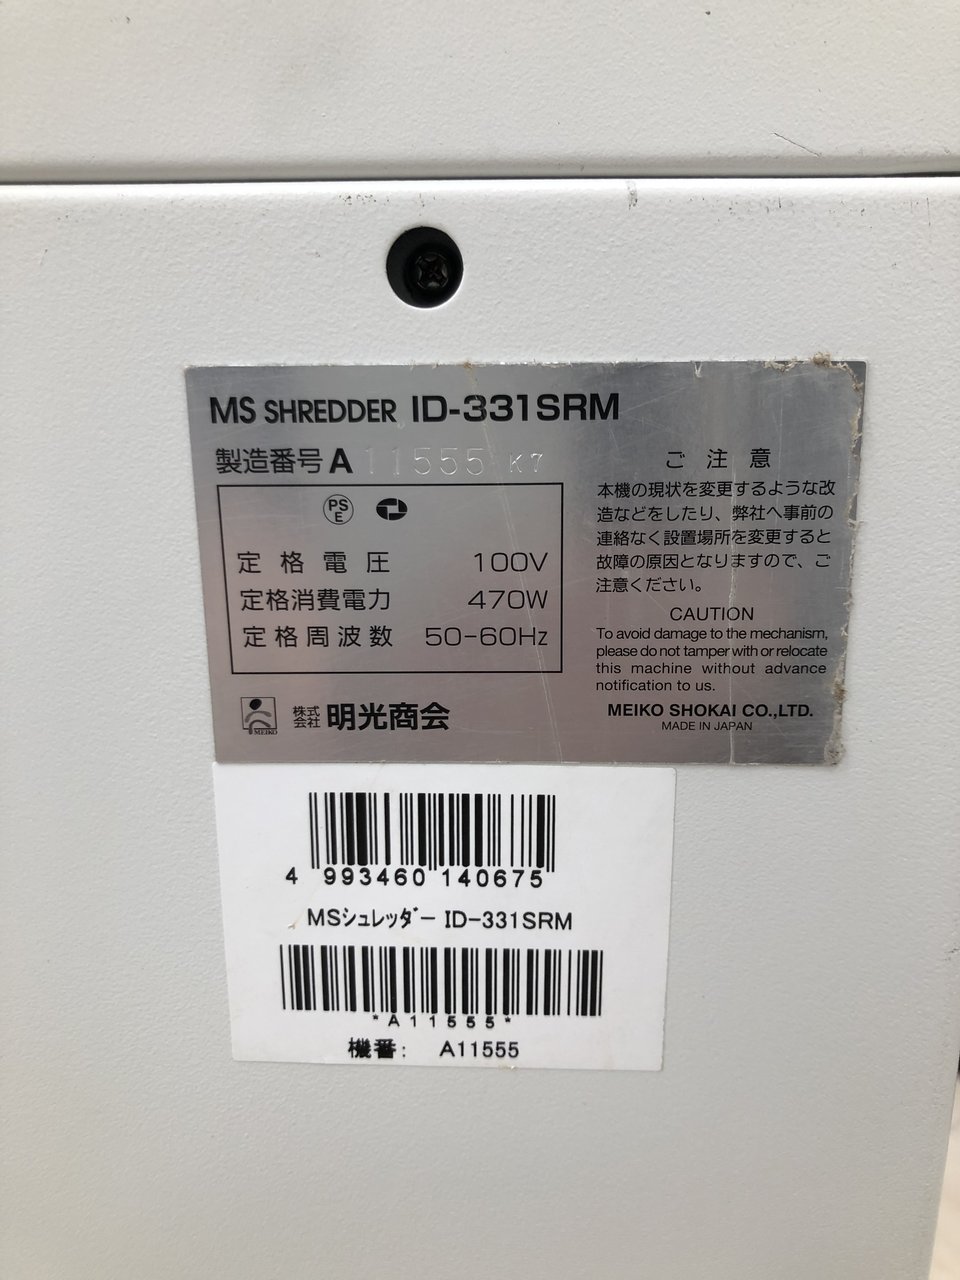 MS SHREDDER ID-331SRM
製造番号 A 11555 K7
PS
E
定格電圧 100V
定格消費電力 470W
定格周波数 50-60Hz
MEIKO
株式
会社 明光商会
ご注意
本機の現状を変更するような改
造などをしたり、弊社へ事前の
連絡なく設置場所を変更すると
故障の原因となりますので、ご
注意ください。
CAUTION
To avoid damage to the mechanism,
please do not tamper with or relocate
this machine without advance
notification to us.
MEIKO SHOKAI CO.,LTD.
MADE IN JAPAN
4 993460 140675
MSシュレッダー ID-331SRM
*A11555*
機番: A11555